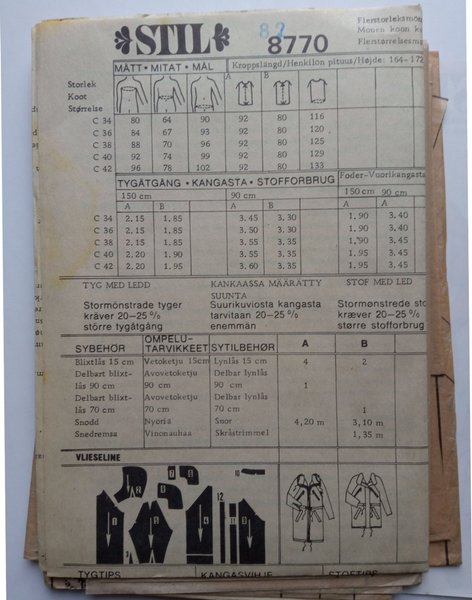 82
STIL 8770
Flerstorleksmön
Monen koon k
Flerstørrelsesm
MÅTT • MITAT • MÅL Kroppslängd/Henkilön pituus/Højde: 164-172
Storlek
Koot
Størrelse
A B
C 34 80 64 90 92 80 116
C 36 84 67 93 92 80 120
C 38 88 70 96 92 80 125
C 40 92 74 99 92 80 129
C 42 96 78 102 92 80 133
TYGÅTGÅNG • KANGASTA • STOFFORBRUG Foder-Vuorikangasta
150 cm 90 cm 150 cm 90 cm
A B A B A A
C 34 2.15 1.85 3.45 3.30 1.90 3.40
C 36 2.15 1.85 3.50 3.30 1.90 3.40
C 38 2.15 1.85 3.55 3.35 1.90 3.45
C 40 2.20 1.90 3.55 3.35 1.95 3.45
C 42 2.20 1.95 3.60 3.35 1.95 3.45
TYG MED LEDD KANKAASSA MÄÄRÄTTY SUUNTA STOF MED LED
Stormönstrade tyger kräver 20–25 % större tygåtgång
Suurikuviosta kangasta tarvitaan 20–25 % enemmän
Stormønstrede sto kræver 20–25 % større stofforbrug
SYBEHÖR OMPELU-TARVIKKEET SYTILBEHØR A B
Blixtlås 15 cm Vetoketju 15cm Lynlås 15 cm 4 2
Delbart blixt- Avovetoketju Delbar lynlås
lås 90 cm 90 cm 90 cm 1
Delbart blixt- Avovetoketju Delbar lynlås
lås 70 cm 70 cm 70 cm 1
Snodd Nyöriä Snor 4,20 m 3,10 m
Snedremsa Vinonauhaa Skråstrimmel 1,35 m
VLIESELINE
10
12
1 2 4 3
TYGTIPS KANGASVIHJE STOFTIPS